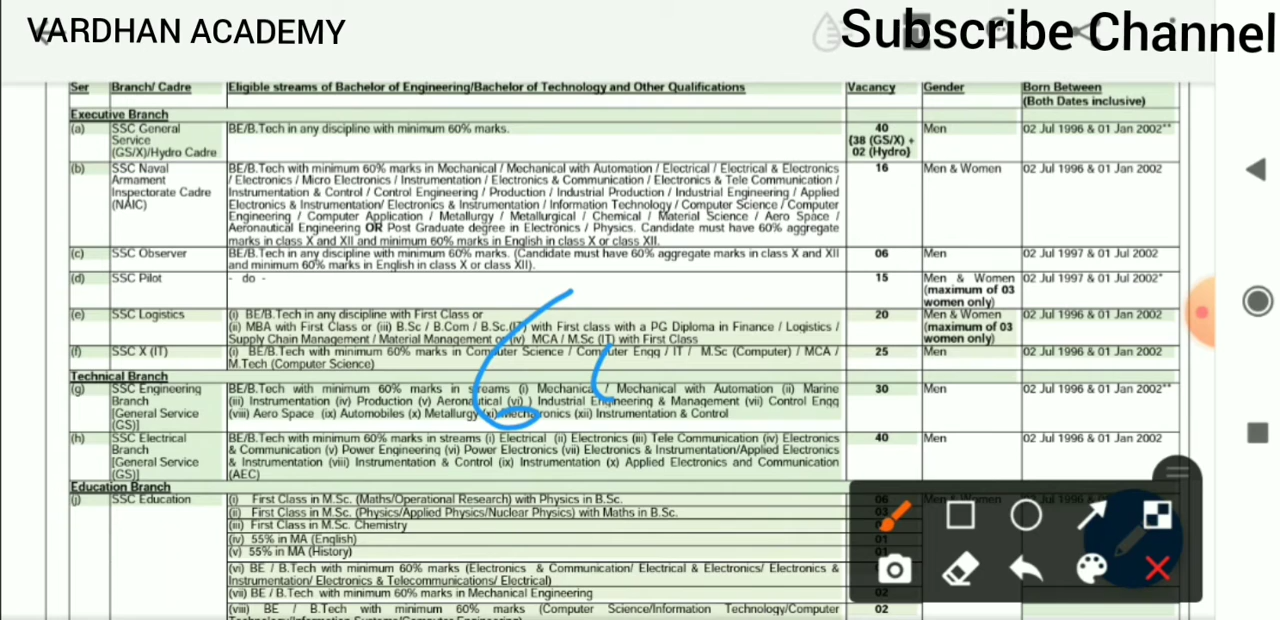 VARDHAN ACADEMY
Subscribe Channel
Ser Branch/ Cadre Eligible streams of Bachelor of Engineering/Bachelor of Technology and Other Qualifications Vacancy Gender Born Between
(Both Dates inclusive)
Executive Branch
(a) SSC General Service (GS/X)/Hydro Cadre BE/B.Tech in any discipline with minimum 60% marks. 40 (38 (GS/X) + 02 (Hydro) Men 02 Jul 1996 & 01 Jan 2002**
(b) SSC Naval Armament Inspectorate Cadre (NAIC) BE/B.Tech with minimum 60% marks in Mechanical / Mechanical with Automation / Electrical / Electrical & Electronics 16 Men & Women 02 Jul 1996 & 01 Jan 2002
/ Electronics / Micro Electronics / Instrumentation / Electronics & Communication / Electronics & Tele Communication /
Instrumentation & Control / Control Engineering / Production / Industrial Production / Industrial Engineering / Applied
Electronics & Instrumentation/ Electronics & Instrumentation / Information Technology / Computer Science / Computer
Engineering / Computer Application / Metallurgy / Metallurgical / Chemical / Material Science / Aero Space /
Aeronautical Engineering OR Post Graduate degree in Electronics / Physics. Candidate must have 60% aggregate
marks in class X and XII and minimum 60% marks in English in class X or class XII.
(c) SSC Observer BE/B.Tech in any discipline with minimum 60% marks. (Candidate must have 60% aggregate marks in class X and XII 06 Men 02 Jul 1997 & 01 Jul 2002
and minimum 60% marks in English in class X or class XII).
(d) SSC Pilot - do - 15 Men & Women (maximum of 03 women only) 02 Jul 1997 & 01 Jul 2002*
(e) SSC Logistics (i) BE/B.Tech in any discipline with First Class or 20 Men & Women (maximum of 03 women only) 02 Jul 1996 & 01 Jan 2002
(ii) MBA with First Class or (iii) B.Sc / B.Com / B.Sc.(IT) with First class with a PG Diploma in Finance / Logistics /
Supply Chain Management / Material Management or (iv) MCA / M.Sc (IT) with First Class
(f) SSC X (IT) (i) BE/B.Tech with minimum 60% marks in Computer Science / Computer Engg / IT / M.Sc (Computer) / MCA / 25 Men 02 Jul 1996 & 01 Jan 2002
M.Tech (Computer Science)
Technical Branch
(g) SSC Engineering Branch [General Service (GS)] BE/B.Tech with minimum 60% marks in streams (i) Mechanical / Mechanical with Automation (ii) Marine 30 Men 02 Jul 1996 & 01 Jan 2002**
(iii) Instrumentation (iv) Production (v) Aeronautical (vi) ) Industrial Engineering & Management (vii) Control Engg
(viii) Aero Space (ix) Automobiles (x) Metallurgy (xi) Mechatronics (xii) Instrumentation & Control
(h) SSC Electrical Branch [General Service (GS)] BE/B.Tech with minimum 60% marks in streams (i) Electrical (ii) Electronics (iii) Tele Communication (iv) Electronics 40 Men 02 Jul 1996 & 01 Jan 2002
& Communication (v) Power Engineering (vi) Power Electronics (vii) Electronics & Instrumentation/Applied Electronics
& Instrumentation (viii) Instrumentation & Control (ix) Instrumentation (x) Applied Electronics and Communication
(AEC)
Education Branch
(j) SSC Education (i) First Class in M.Sc. (Maths/Operational Research) with Physics in B.Sc. 06 Men & Women
(ii) First Class in M.Sc. (Physics/Applied Physics/Nuclear Physics) with Maths in B.Sc. 03
(iii) First Class in M.Sc. Chemistry
(iv) 55% in MA (English) 01
(v) 55% in MA (History) 01
(vi) BE / B.Tech with minimum 60% marks (Electronics & Communication/ Electrical & Electronics/ Electronics &
Instrumentation/ Electronics & Telecommunications/ Electrical)
(vii) BE / B.Tech with minimum 60% marks in Mechanical Engineering 02
(viii) BE / B.Tech with minimum 60% marks (Computer Science/Information Technology/Computer 02